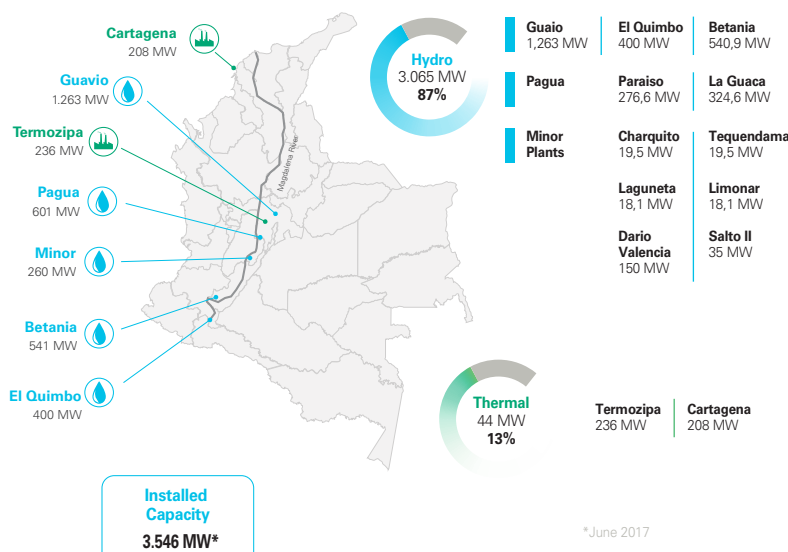 Cartagena
208 MW
Guavio
1.263 MW
Termozipa
236 MW
Pagua
601 MW
Minor
260 MW
Betania
541 MW
El Quimbo
400 MW
Magdalena River
Installed
Capacity
3.546 MW*
Hydro
3.065 MW
87%
Guaio
1,263 MW
El Quimbo
400 MW
Betania
540,9 MW
Pagua
Paraiso
276,6 MW
La Guaca
324,6 MW
Minor
Plants
Charquito
19,5 MW
Tequendama
19,5 MW
Laguneta
18,1 MW
Limonar
18,1 MW
Dario
Valencia
150 MW
Salto II
35 MW
Thermal
44 MW
13%
Termozipa
236 MW
Cartagena
208 MW
*June 2017